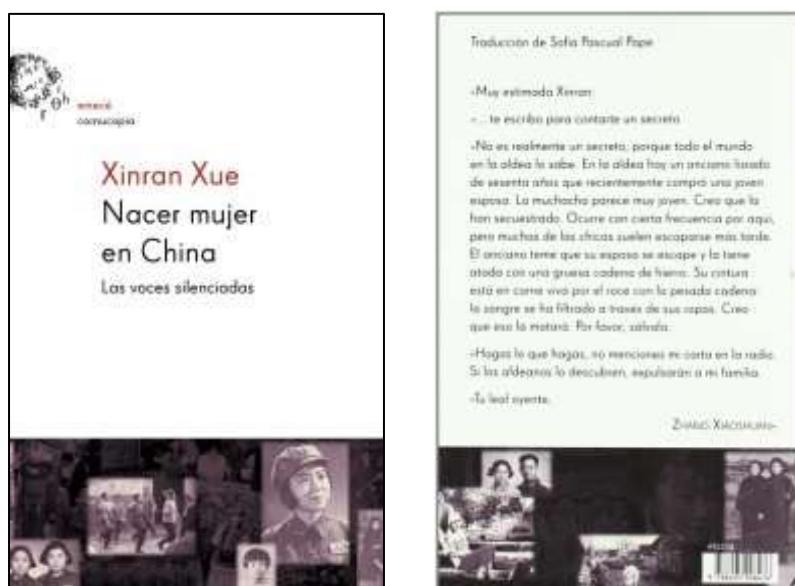 emecé
cornucopia
Xinran Xue
Nacer mujer
en China
Las voces silenciadas
Traducción de Sofía Pascual Pape
«Muy estimada Xinran:
»... te escribo para contarte un secreto.
»No es realmente un secreto, porque todo el mundo
en la aldea lo sabe. En la aldea hay un anciano lisiado
de sesenta años que recientemente compró una joven
esposa. La muchacha parece muy joven. Creo que la
han secuestrado. Ocurre con cierta frecuencia por aquí,
pero muchas de las chicas suelen escaparse más tarde.
El anciano teme que su esposa se escape y la tiene
atada con una gruesa cadena de hierro. Su cintura
está en carne viva por el roce con la pesada cadena:
la sangre se ha filtrado a través de sus ropas. Creo
que eso la matará. Por favor, sálvala.
»Hagas lo que hagas, no menciones mi carta en la radio.
Si los aldeanos lo descubren, expulsarán a mi familia.
»Tu leal oyente,
ZHANG XIAOSHUAN»